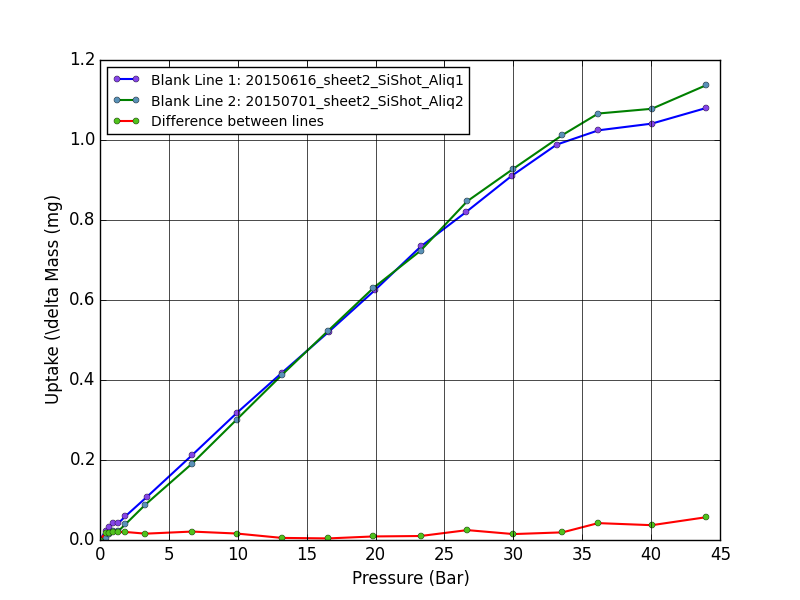 Blank Line 1: 20150616_sheet2_SiShot_Aliq1
Blank Line 2: 20150701_sheet2_SiShot_Aliq2
Difference between lines
1.2
1.0
0.8
0.6
0.4
0.2
0.0
Uptake (\delta Mass (mg)
0 5 10 15 20 25 30 35 40 45
Pressure (Bar)